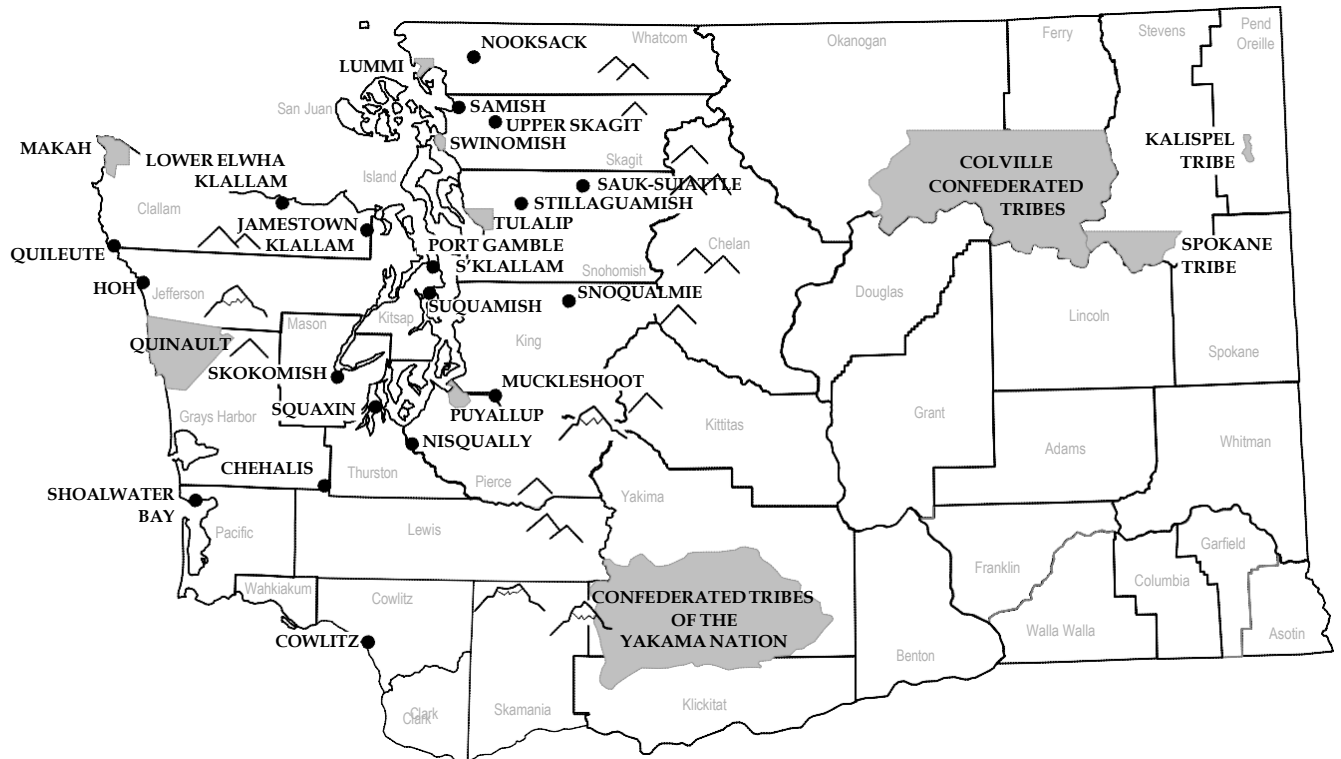 NOOKSACK
Whatcom
Okanogan
Ferry
Stevens
Pend
Oreille
LUMMI
San Juan
SAMISH
UPPER SKAGIT
SWINOMISH
Skagit
MAKAH
LOWER ELWHA
KLALLAM
Island
SAUK-SUIATTLE
STILLAGUAMISH
COLVILLE
CONFEDERATED
TRIBES
KALISPEL
TRIBE
Clallam
JAMESTOWN
KLALLAM
TULALIP
QUILEUTE
PORT GAMBLE
S'KLALLAM
Chelan
Snohomish
SPOKANE
TRIBE
HOH
Jefferson
SUQUAMISH
SNOQUALMIE
Douglas
Mason
Kitsap
Lincoln
QUINAULT
King
Spokane
SKOKOMISH
MUCKLESHOOT
SQUAXIN
PUYALLUP
Grays Harbor
Kittitas
Grant
NISQUALLY
Adams
Whitman
CHEHALIS
Thurston
Pierce
SHOALWATER
BAY
Yakima
Pacific
Lewis
Garfield
Franklin
Columbia
Wahkiakum
Cowlitz
CONFEDERATED TRIBES
OF THE
YAKAMA NATION
COWLITZ
Walla Walla
Asotin
Benton
Clark
Clark
Skamania
Klickitat